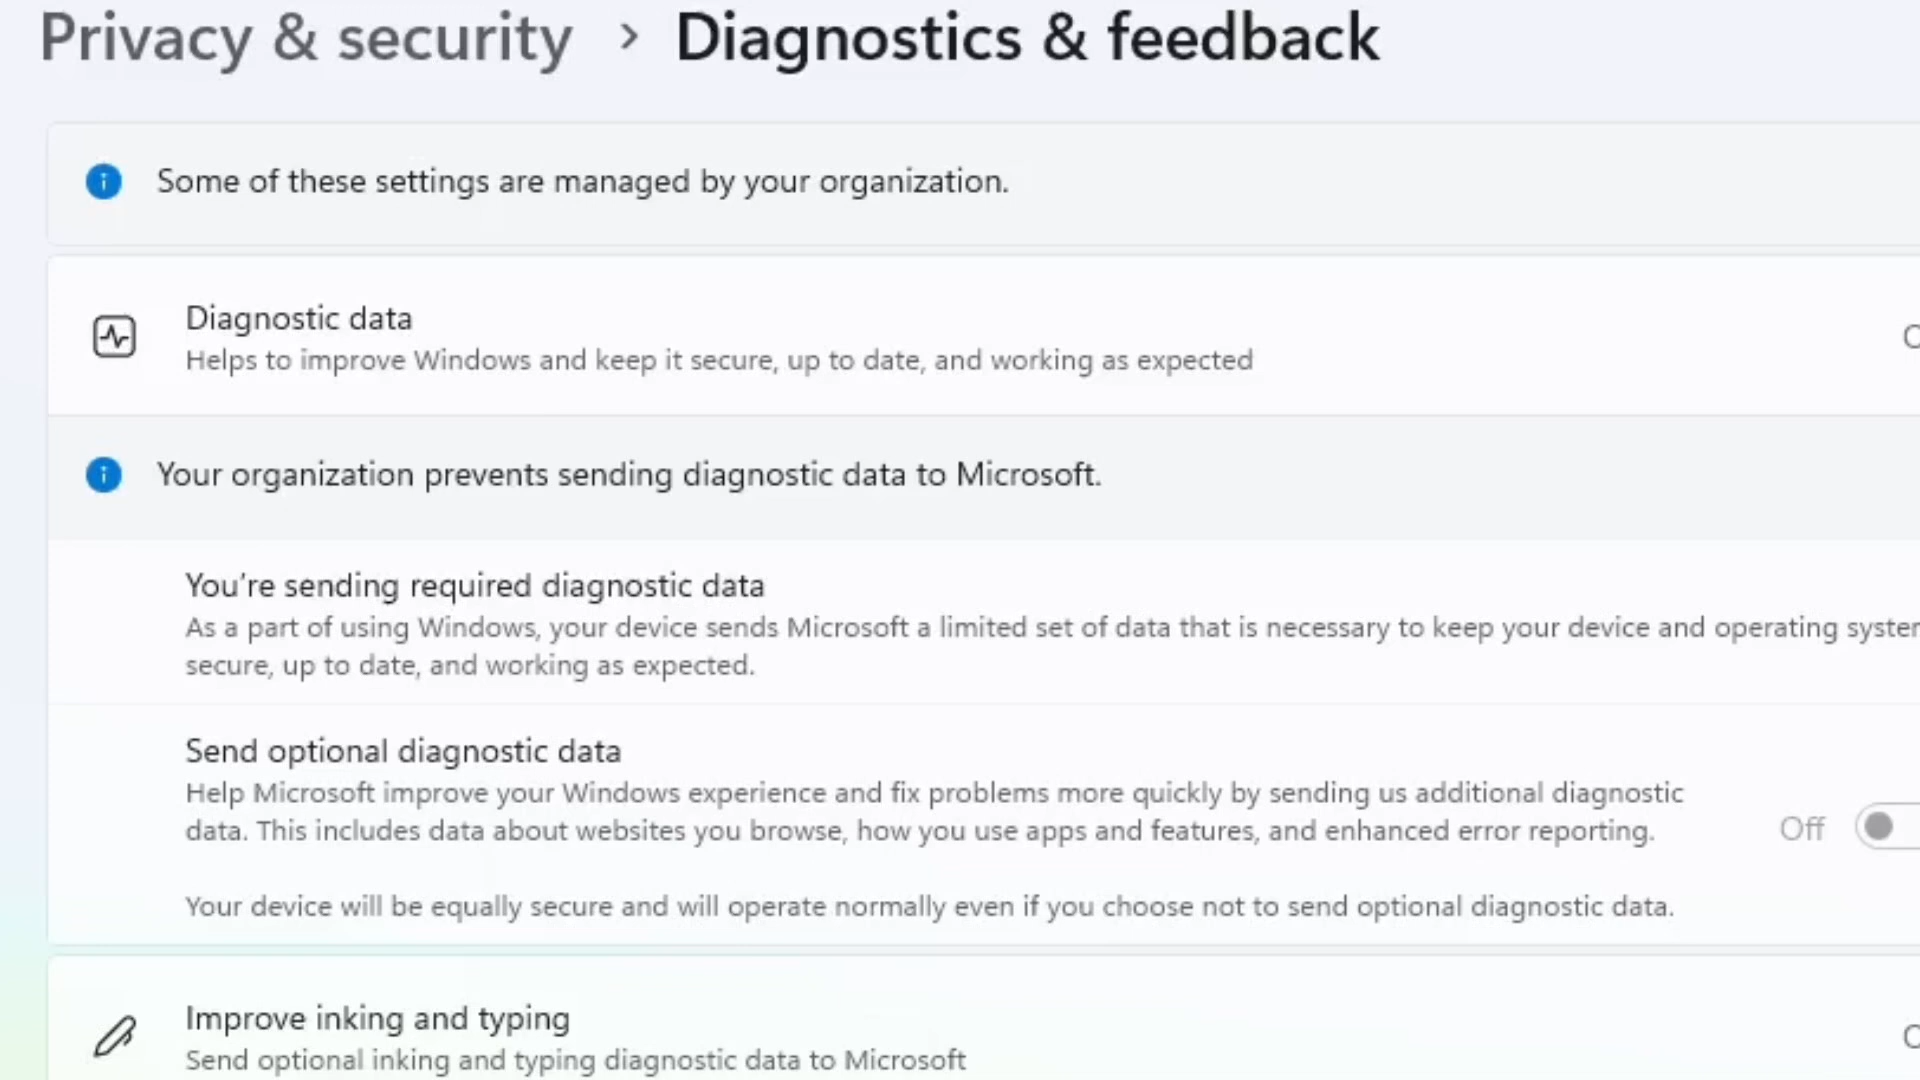 Privacy & security > Diagnostics & feedback
Some of these settings are managed by your organization.
Diagnostic data
Helps to improve Windows and keep it secure, up to date, and working as expected
Your organization prevents sending diagnostic data to Microsoft.
You're sending required diagnostic data
As a part of using Windows, your device sends Microsoft a limited set of data that is necessary to keep your device and operating
secure, up to date, and working as expected.
Send optional diagnostic data
Help Microsoft improve your Windows experience and fix problems more quickly by sending us additional diagnostic
data. This includes data about websites you browse, how you use apps and features, and enhanced error reporting.
Off
Your device will be equally secure and will operate normally even if you choose not to send optional diagnostic data.
Improve inking and typing
Send optional inking and typing diagnostic data to Microsoft